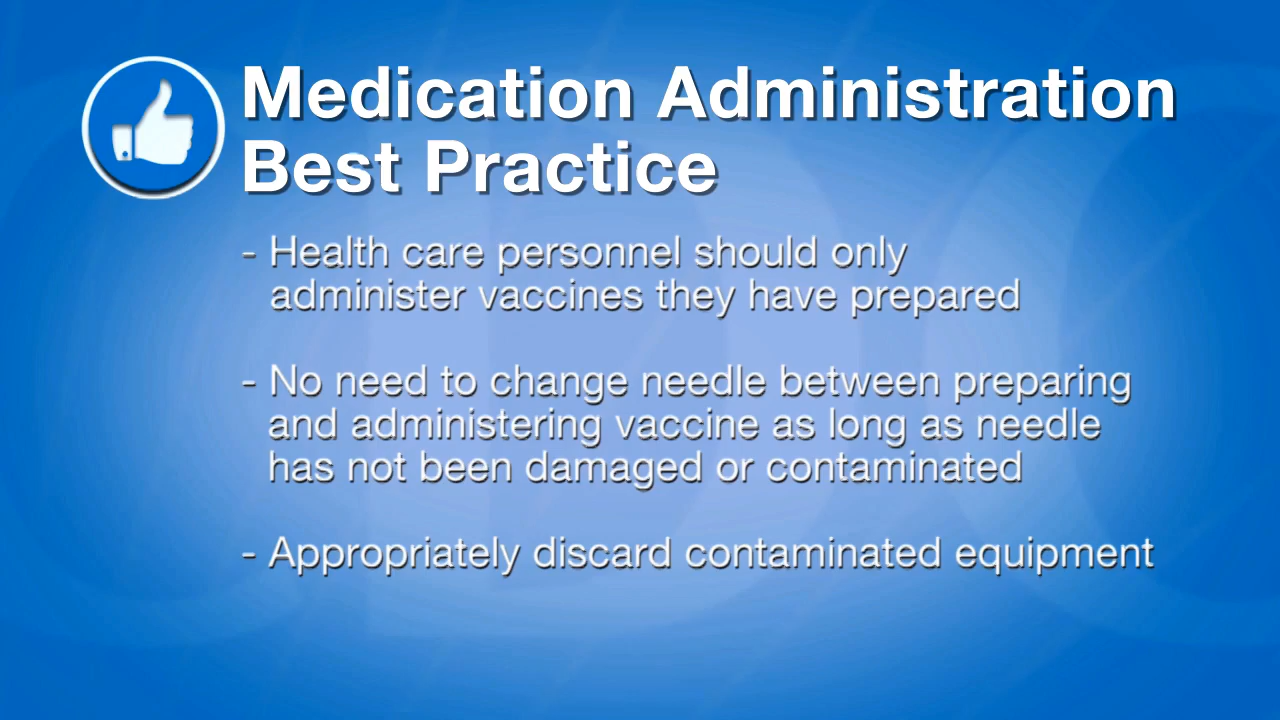 Medication Administration
Best Practice
- Health care personnel should only
administer vaccines they have prepared
- No need to change needle between preparing
and administering vaccine as long as needle
has not been damaged or contaminated
- Appropriately discard contaminated equipment